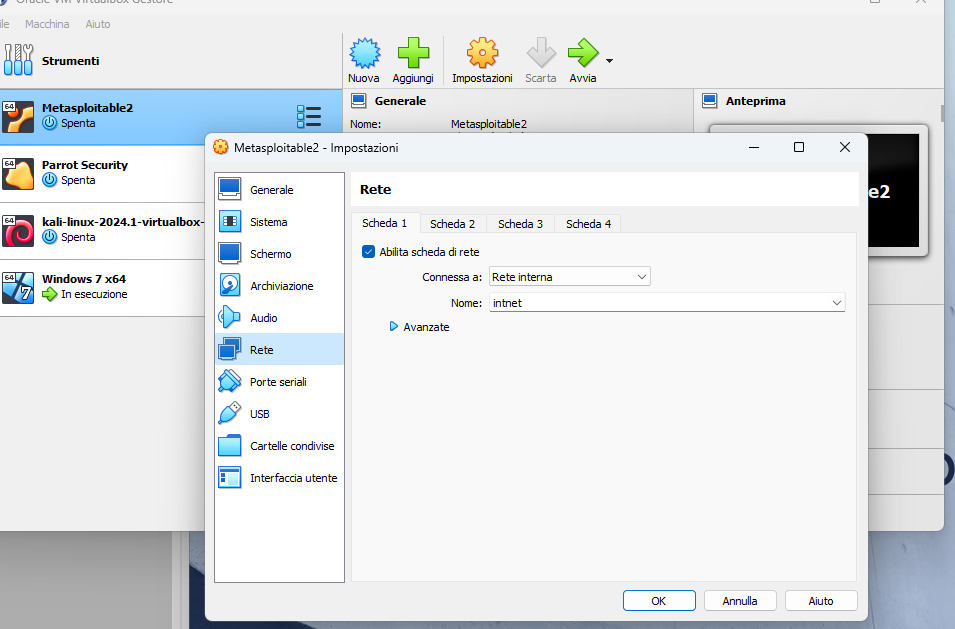 Oracle VM VirtualBox Gestore
Macchina Aiuto
Strumenti
Nuova Aggiungi Impostazioni Scarta Avvia
64 Metasploitable2
Spenta
64 Parrot Security
Spenta
64 kali-linux-2024.1-virtualbox-
Spenta
64 Windows 7 x64
7 In esecuzione
Generale
Nome: Metasploitable2
Anteprima
e2
Metasploitable2 - Impostazioni
Generale
Sistema
Schermo
Archiviazione
Audio
Rete
Porte seriali
USB
Cartelle condivise
Interfaccia utente
Rete
Scheda 1 Scheda 2 Scheda 3 Scheda 4
Abilita scheda di rete
Connessa a: Rete interna
Nome: intnet
Avanzate
OK Annulla Aiuto